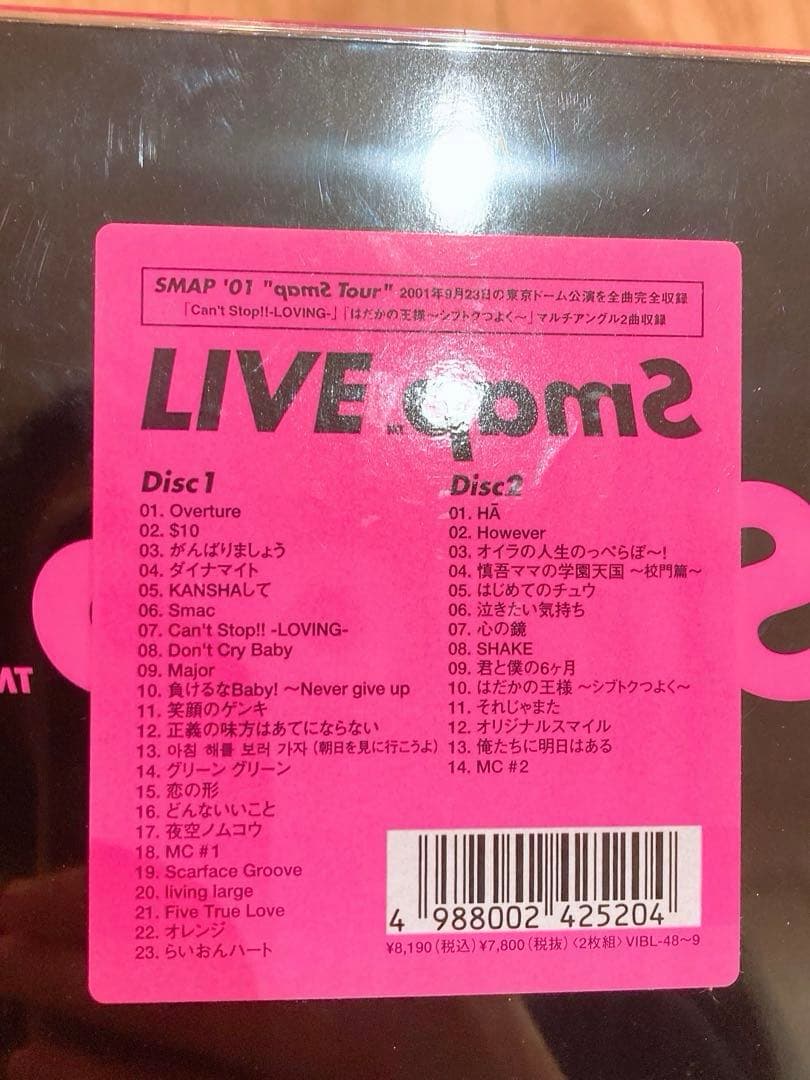 SMAP '01 "pamS Tour" 2001年9月23日の東京ドーム公演を全曲完全収録
「Can't Stop!!-LOVING-」「はだかの王様～シブトクつよく～」マルチアングル2曲収録
LIVE pamS
TM
Disc1
01. Overture
02. $10
03. がんばりましょう
04. ダイナマイト
05. KANSHAして
06. Smac
07. Can't Stop!! -LOVING-
08. Don't Cry Baby
09. Major
10. 負けるなBaby! ～Never give up
11. 笑顔のゲンキ
12. 正義の味方はあてにならない
13. 아침 해를 보러 가자 (朝日を見に行こうよ)
14. グリーン グリーン
15. 恋の形
16. どんないいこと
17. 夜空ノムコウ
18. MC #1
19. Scarface Groove
20. living large
21. Five True Love
22. オレンジ
23. らいおんハート
Disc2
01. HĀ
02. However
03. オイラの人生のっぺらぼ～!
04. 慎吾ママの学園天国 ～校門篇～
05. はじめてのチュウ
06. 泣きたい気持ち
07. 心の鏡
08. SHAKE
09. 君と僕の6ヶ月
10. はだかの王様 ～シブトクつよく～
11. それじゃまた
12. オリジナルスマイル
13. 俺たちに明日はある
14. MC #2
4 988002 425204
¥8,190(税込)¥7,800(税抜)〈2枚組〉VIBL-48～9